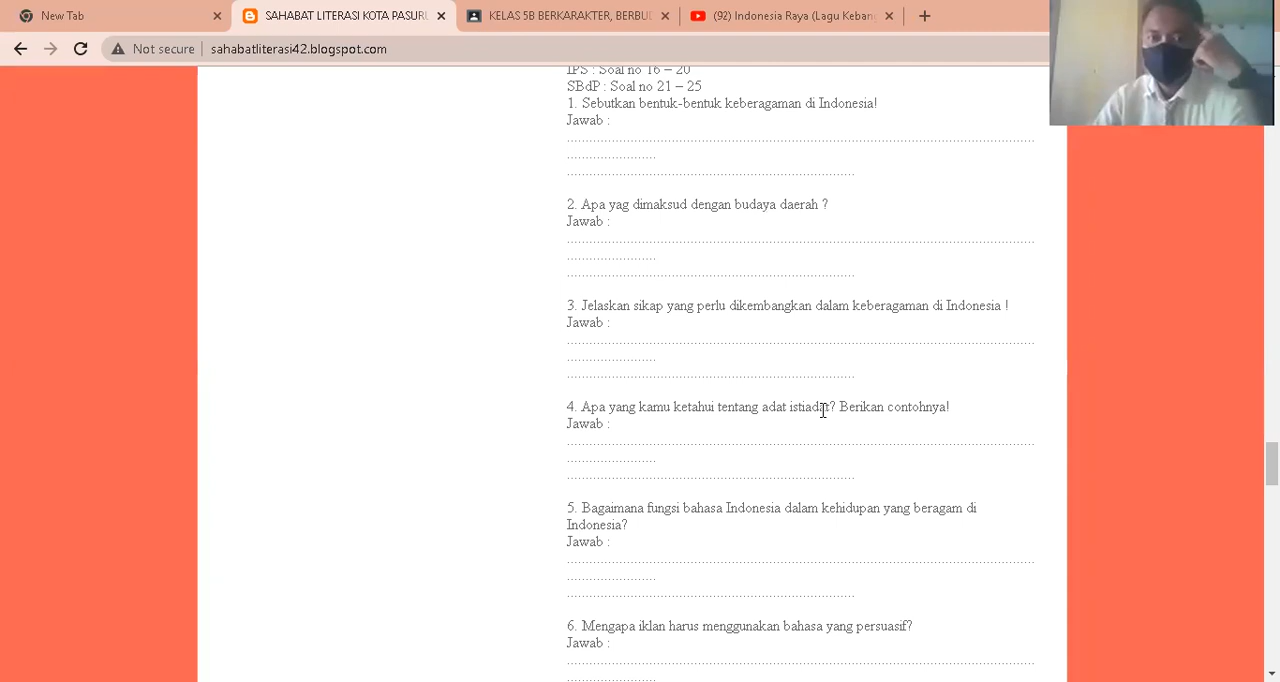 New Tab
SAHABAT LITERASI KOTA PASURU
KELAS 5B BERKARAKTER, BERBUD
(92) Indonesia Raya (Lagu Keban
Not secure
sahabatliterasi42.blogspot.com
IPS : Soal no 16 – 20
SBdP : Soal no 21 – 25
1. Sebutkan bentuk-bentuk keberagaman di Indonesia!
Jawab :
2. Apa yag dimaksud dengan budaya daerah ?
Jawab :
3. Jelaskan sikap yang perlu dikembangkan dalam keberagaman di Indonesia !
Jawab :
4. Apa yang kamu ketahui tentang adat istiadat? Berikan contohnya!
Jawab :
5. Bagaimana fungsi bahasa Indonesia dalam kehidupan yang beragam di
Indonesia?
Jawab :
6. Mengapa iklan harus menggunakan bahasa yang persuasif?
Jawab :